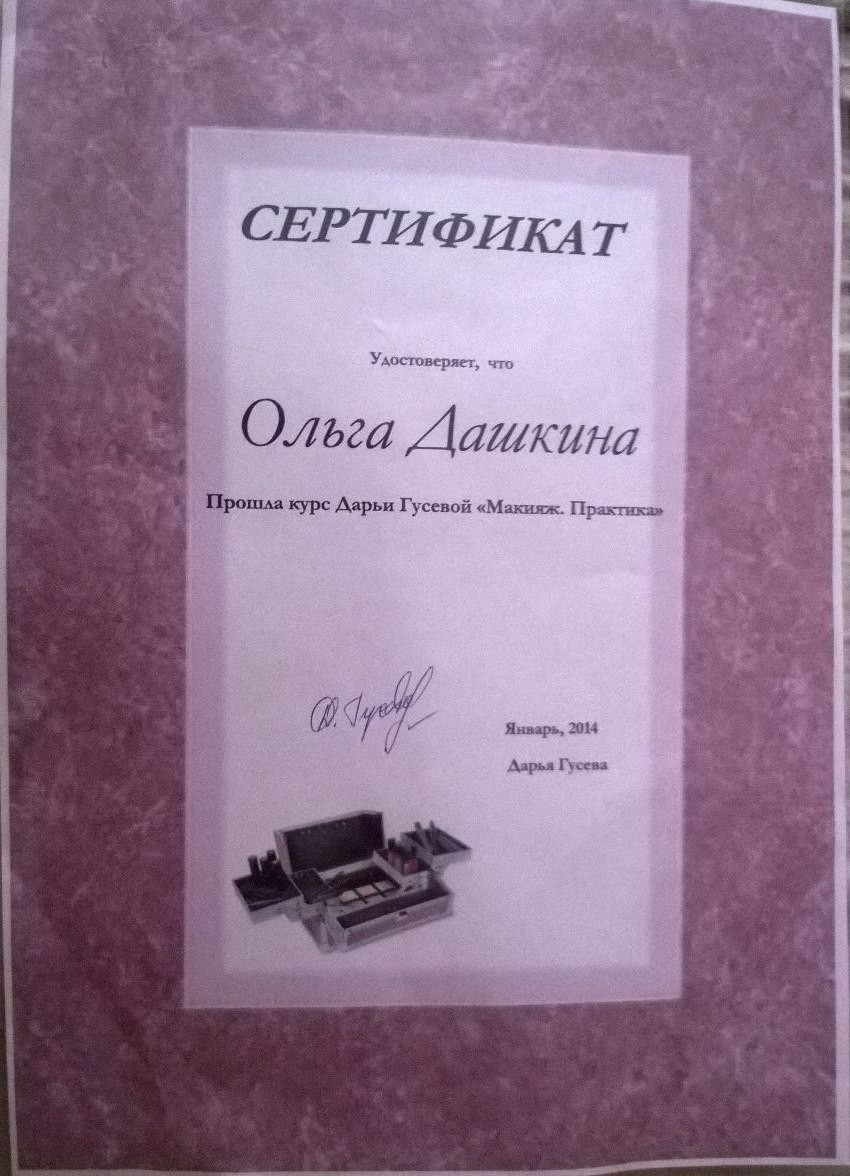 СЕРТИФИКАТ
Удостоверяет, что
Ольга Дашкина
Прошла курс Дарьи Гусевой «Макияж. Практика»
Январь, 2014
Дарья Гусева